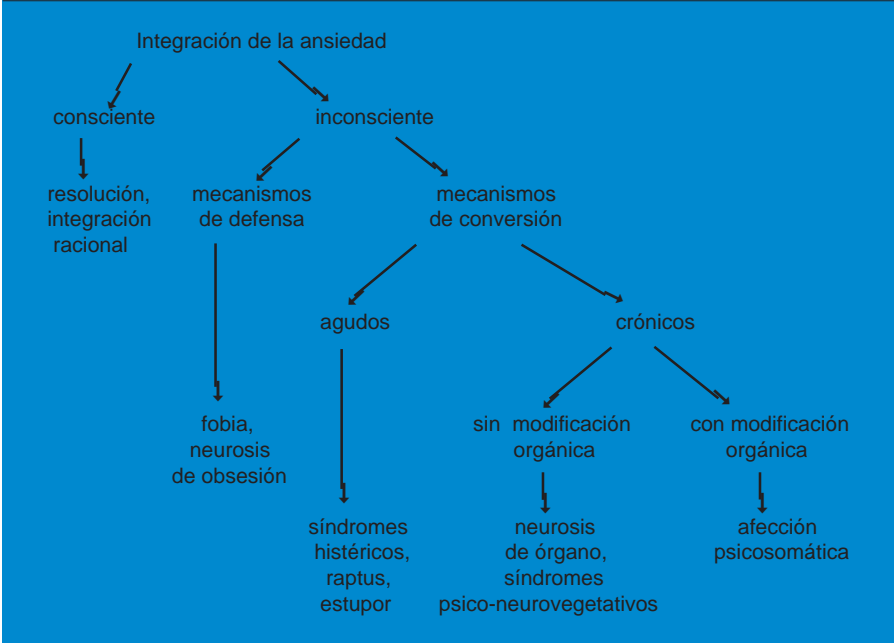 Integración de la ansiedad
consciente
inconsciente
resolución,
integración
racional
mecanismos
de defensa
mecanismos
de conversión
agudos
crónicos
fobia,
neurosis
de obsesión
sin modificación
orgánica
con modificación
orgánica
síndromes
histéricos,
raptus,
estupor
neurosis
de órgano,
síndromes
psico-neurovegetativos
afección
psicosomática